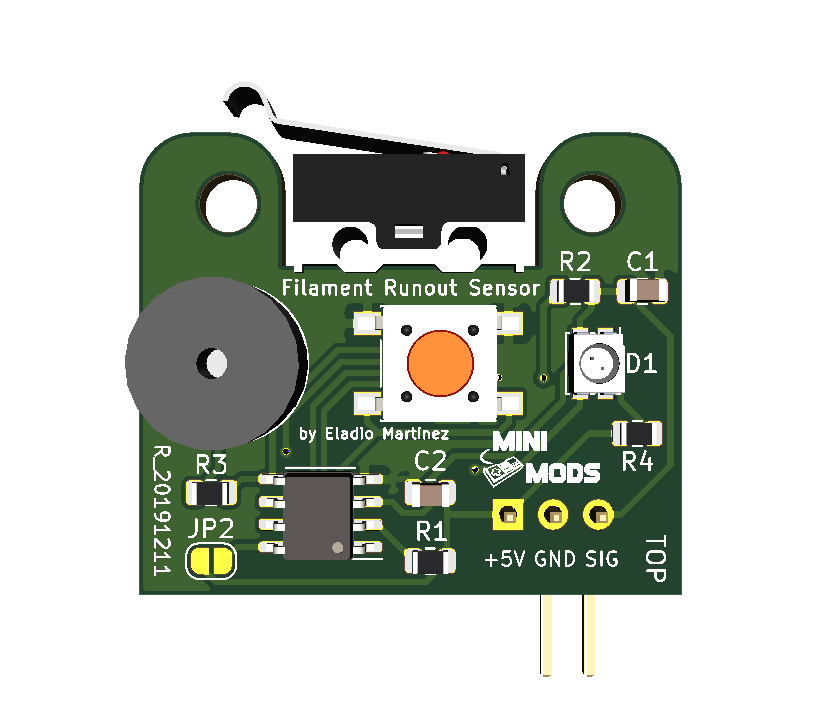 R2 C1
Filament Runout Sensor
D1
by Eladio Martinez
MINI
MODS
R4
R3
C2
R_20191211
JP2
R1
+5V GND SIG
TOP